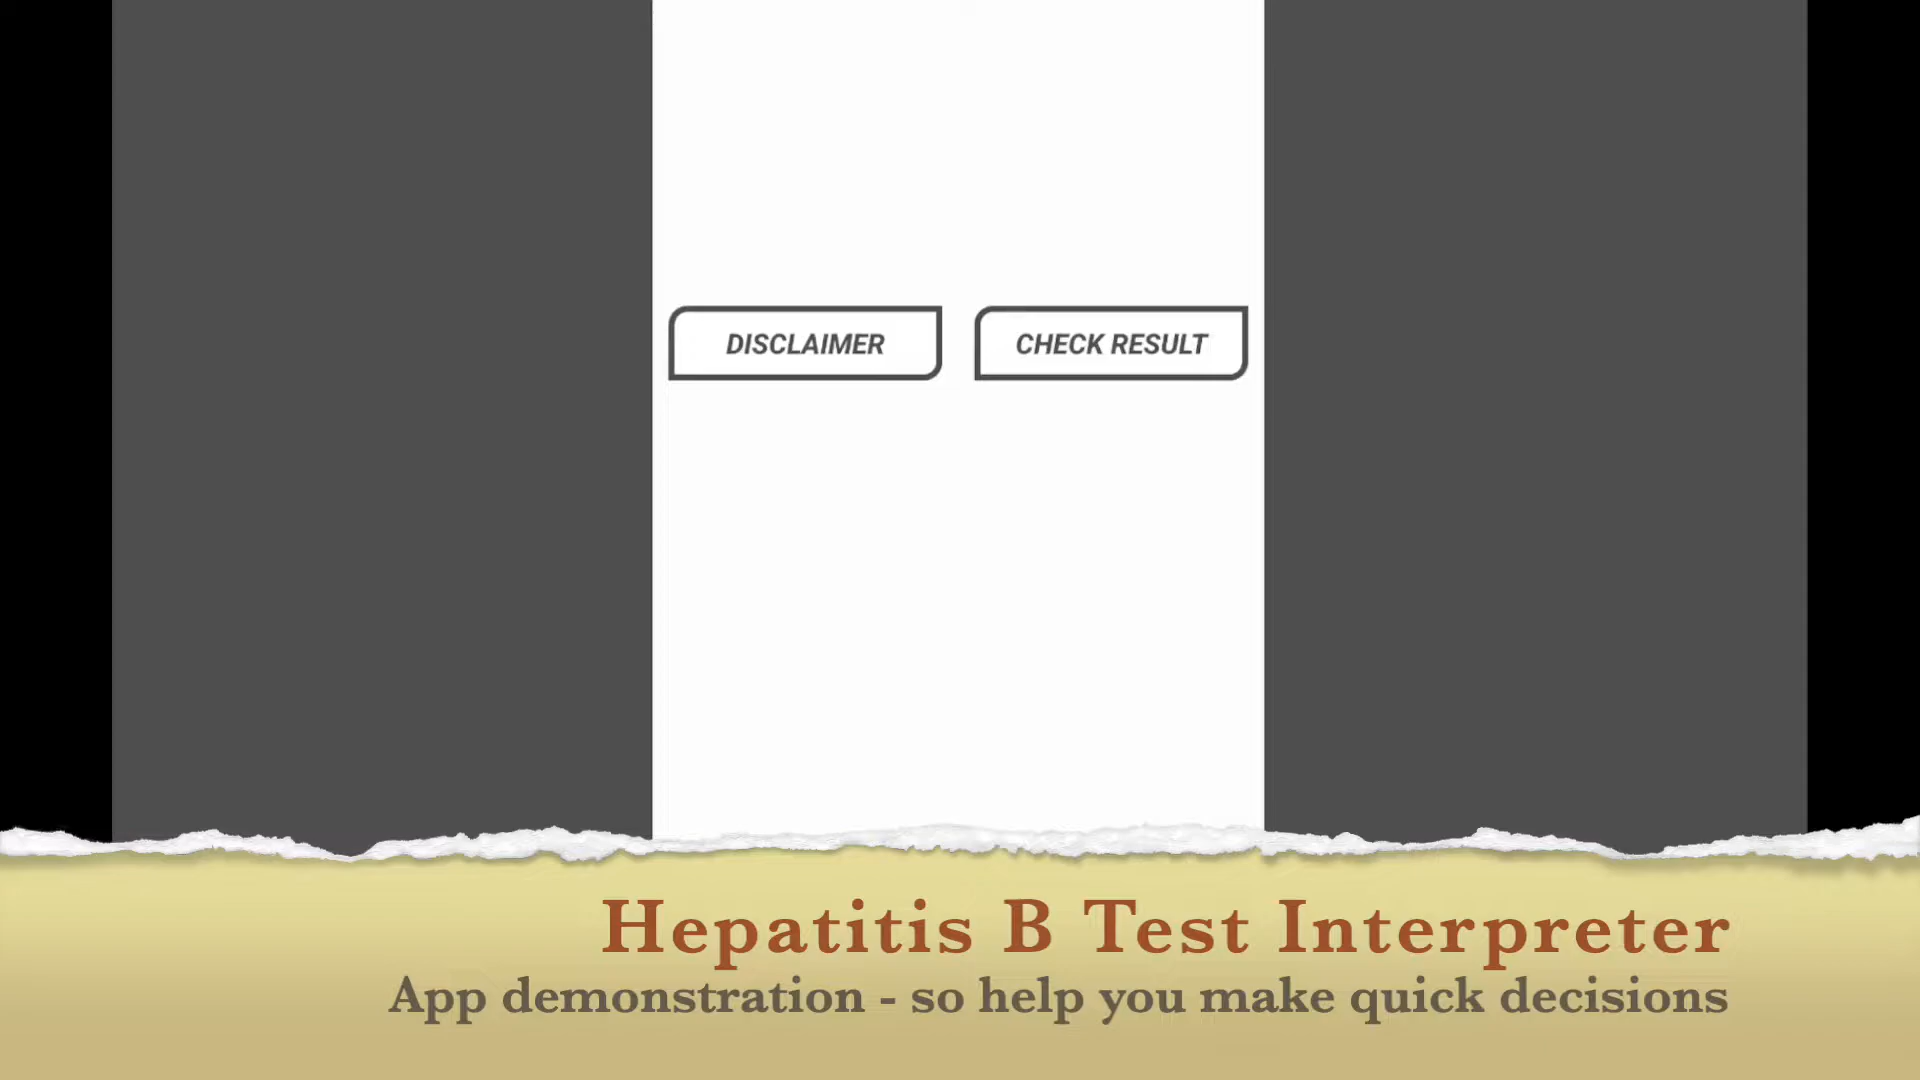 DISCLAIMER CHECK RESULT
Hepatitis B Test Interpreter
App demonstration - so help you make quick decisions